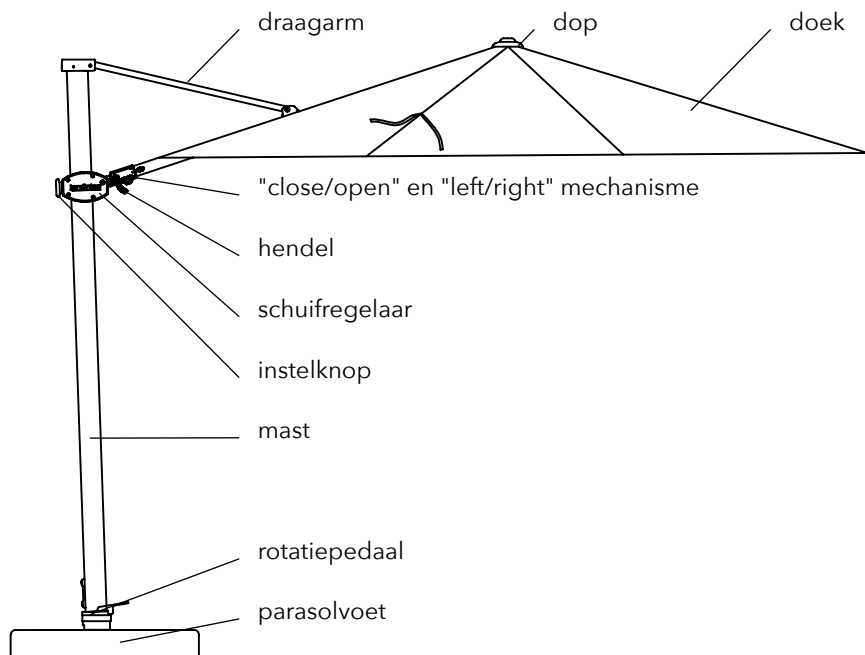 draagarm
dop
doek
"close/open" en "left/right" mechanisme
hendel
schuifregelaar
instelknop
mast
rotatiepedaal
parasolvoet